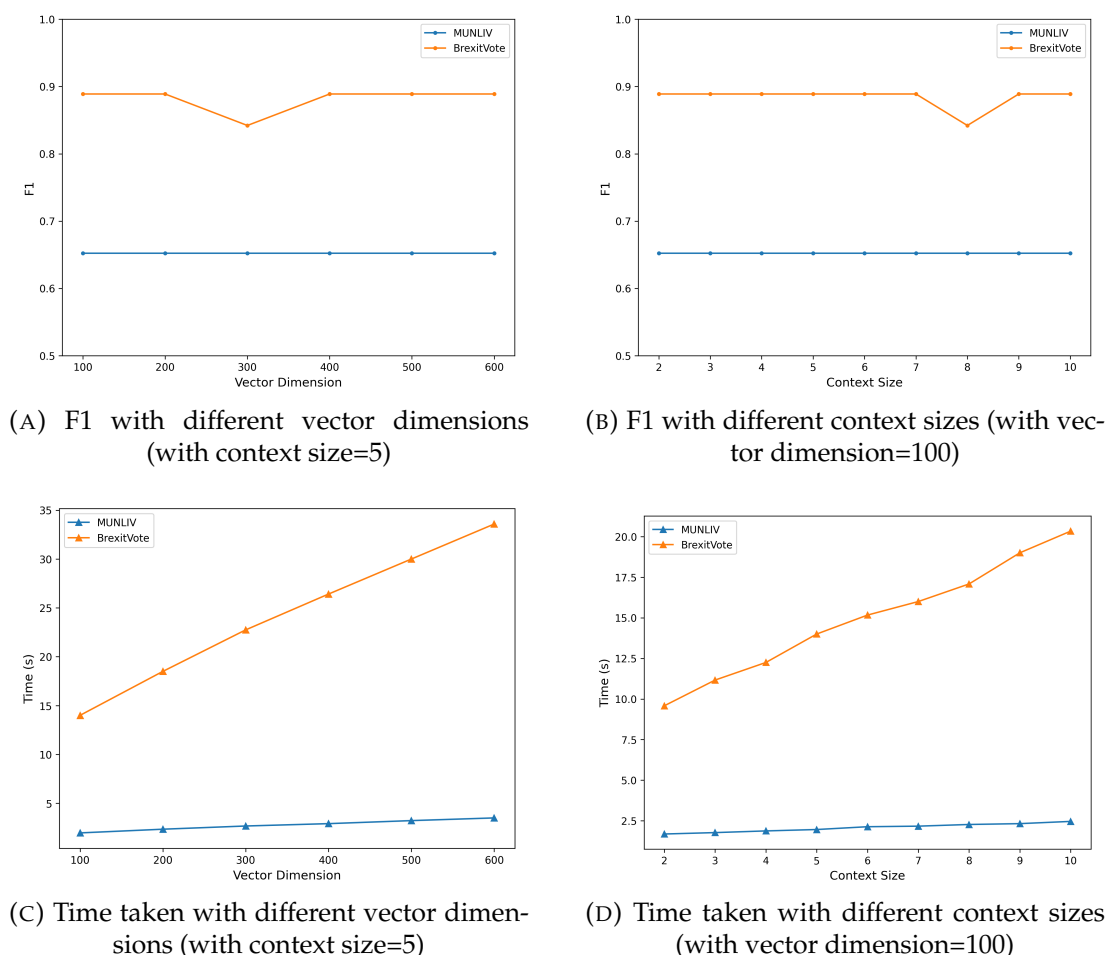 1.0
0.9
0.8
0.7
0.6
0.5
F1
MUNLIV
BrexitVote
100 200 300 400 500 600
Vector Dimension
(A) F1 with different vector dimensions
(with context size=5)
1.0
0.9
0.8
0.7
0.6
0.5
F1
MUNLIV
BrexitVote
2 3 4 5 6 7 8 9 10
Context Size
(B) F1 with different context sizes (with vec-
tor dimension=100)
35
30
25
20
15
10
5
Time (s)
MUNLIV
BrexitVote
100 200 300 400 500 600
Vector Dimension
(C) Time taken with different vector dimen-
sions (with context size=5)
20.0
17.5
15.0
12.5
10.0
7.5
5.0
2.5
Time (s)
MUNLIV
BrexitVote
2 3 4 5 6 7 8 9 10
Context Size
(D) Time taken with different context sizes
(with vector dimension=100)